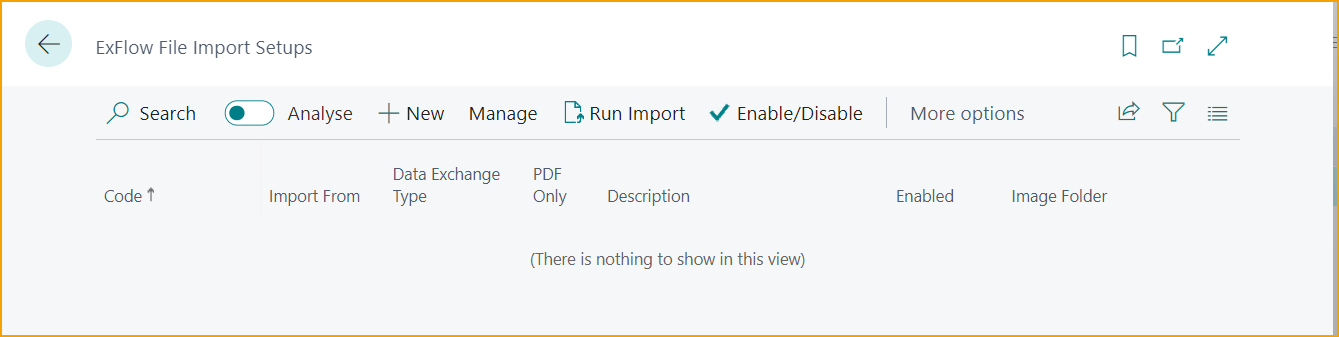 ExFlow File Import Setups
Search Analyse New Manage Run Import Enable/Disable More options
Code Import From Data Exchange Type PDF Only Description Enabled Image Folder
(There is nothing to show in this view)